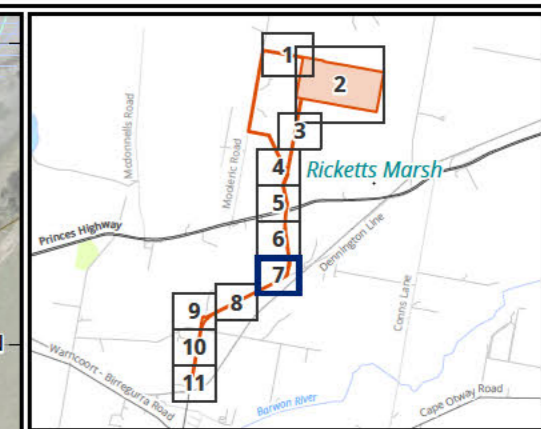 1
2
3
Mcdonnells Road
Mooleric Road
4
Ricketts Marsh
5
Princes Highway
6
Dennington Line
7
Conns Lane
8
9
10
Warncoort - Birregurra Road
11
Barwon River
Cape Otway Road